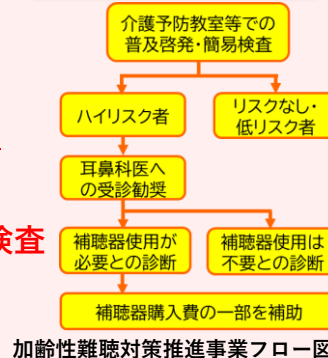 介護予防教室等での
普及啓発・簡易検査
ハイリスク者
リスクなし・
低リスク者
耳鼻科医へ
の受診勧奨
検査
補聴器使用が
必要との診断
補聴器使用は
不要との診断
補聴器購入費の一部を補助
加齢性難聴対策推進事業フロー図